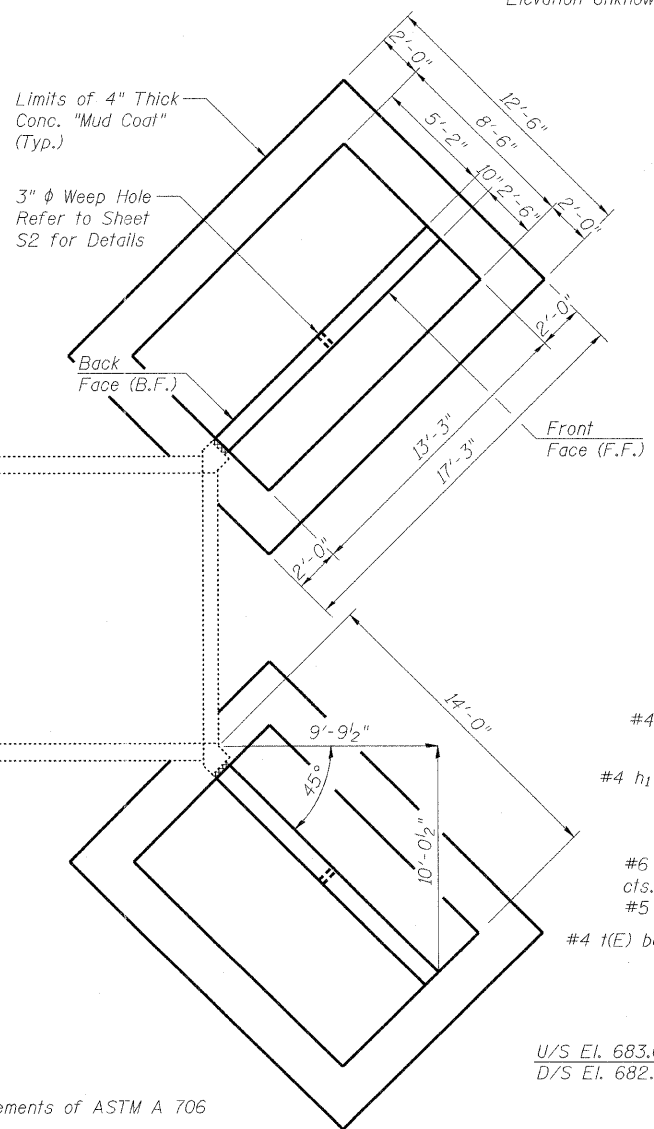 Elevation Unknow
Limits of 4" Thick
Conc. "Mud Coat"
(Typ.)
3" ϕ Weep Hole
Refer to Sheet
S2 for Details
2'-0"
12'-6"
8'-6"
5'-2"
10"
2'-6"
2'-0"
2'-0"
Back
Face (B.F.)
Front
Face (F.F.)
13'-3"
17'-3"
2'-0"
14'-0"
9'-9½"
45°
10'-0½"
#4
#4 h1
#6
cts.
#5
#4 t(E) b
U/S El. 683.
D/S El. 682.
ements of ASTM A 706